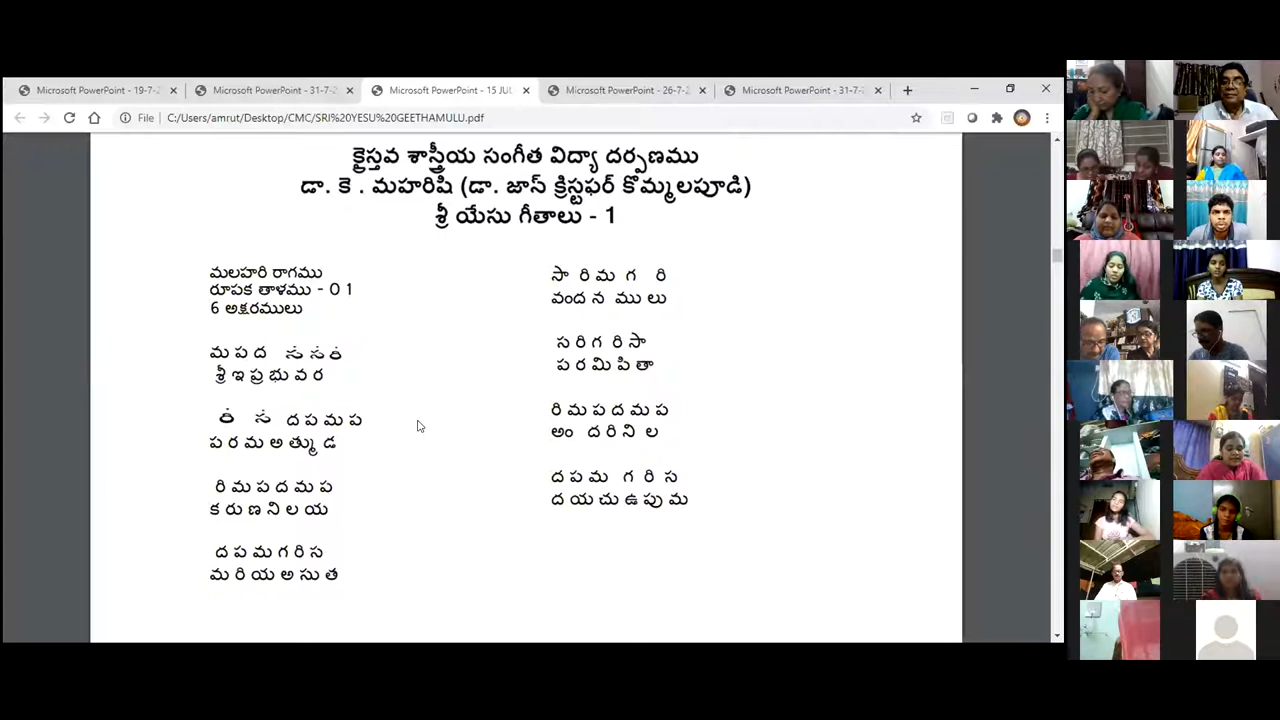 Microsoft PowerPoint - 19-7-2
Microsoft PowerPoint - 31-7-2
Microsoft PowerPoint - 15 JUL
Microsoft PowerPoint - 26-7-2
Microsoft PowerPoint - 31-7-
File C:/Users/amrut/Desktop/CMC/SRI%20YESU%20GEETHAMULU.pdf
క్రైస్తవ శాస్త్రీయ సంగీత విద్యా దర్పణము
డా. కె . మహరిషి (డా. జాన్ క్రిస్టఫర్ కొమ్మలపూడి)
శ్రీ యేసు గీతాలు - 1
మలహరి రాగము
రూపక తాళము - O 1
6 అక్షరములు
మ ప ద స స రి
శ్రీ ఇ ప్ర భు వ ర
రి స ద ప మ ప
ప ర మ అ త్ము డ
రి మ ప ద మ ప
క రు ణ ని ల య
ద ప మ గ రి స
మ రి య అ సు త
సా రి మ గ రి
వంద న ము లు
స రి గ రి సా
ప ర మి పి తా
రి మ ప ద మ ప
అం ద రి ని ల
ద ప మ గ రి స
ద య చు ఉ పు మ